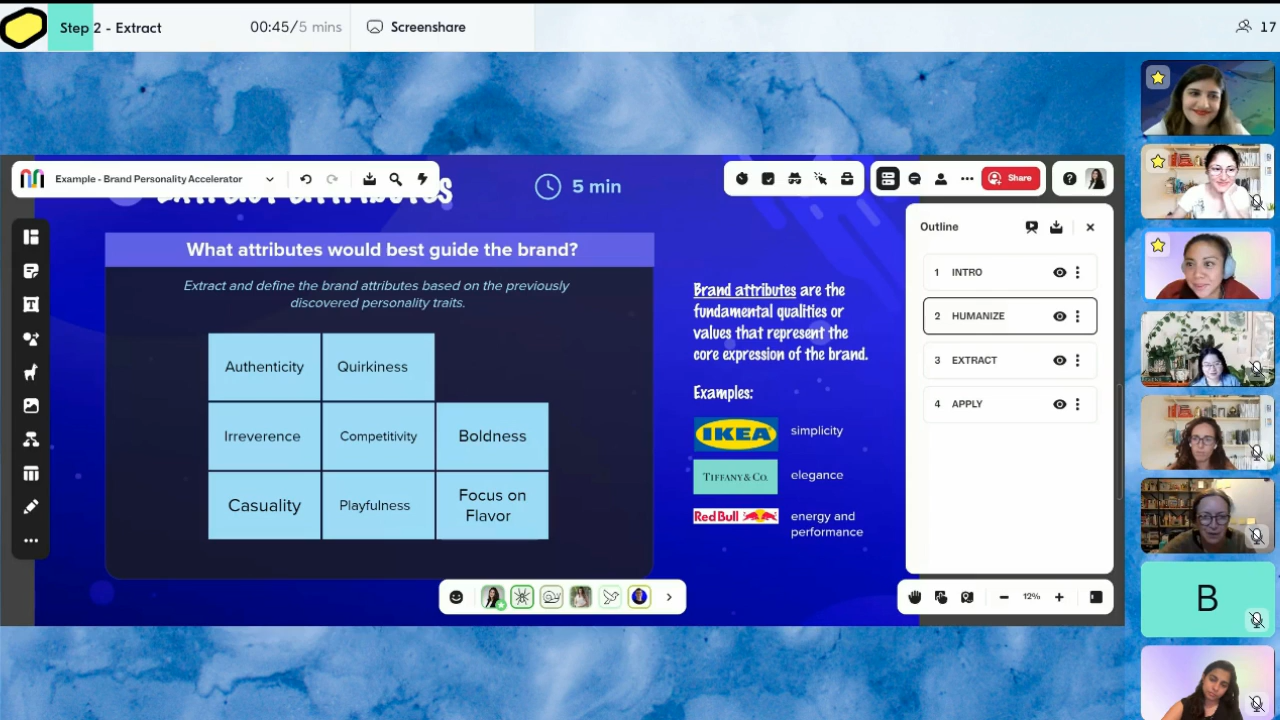 Step 2 - Extract
00:45/5 mins
Screenshare
17
Example - Brand Personality Accelerator
5 min
Share
What attributes would best guide the brand?
Extract and define the brand attributes based on the previously
discovered personality traits.
Authenticity
Quirkiness
Irreverence
Competitivity
Boldness
Casuality
Playfulness
Focus on
Flavor
Brand attributes are the
fundamental qualities or
values that represent the
core expression of the brand.
Examples:
IKEA
simplicity
TIFFANY & CO.
elegance
Red Bull
energy and
performance
Outline
1 INTRO
2 HUMANIZE
3 EXTRACT
4 APPLY
12%
B